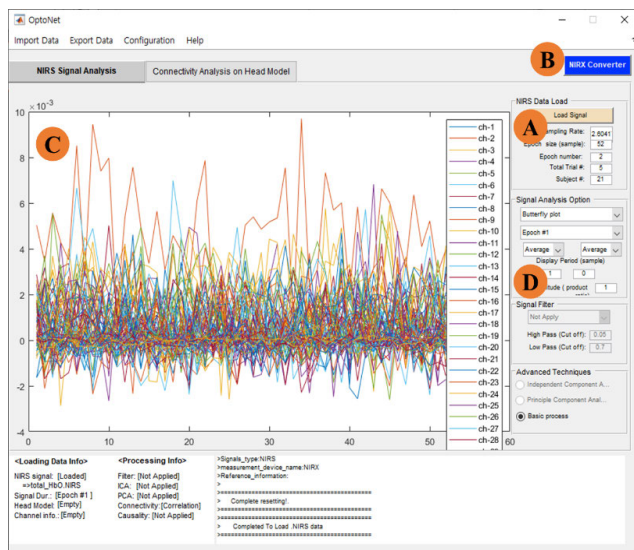 OptoNet
Import Data Export Data Configuration Help
B NIRX Converter
NIRS Signal Analysis Connectivity Analysis on Head Model
×10⁻³
C
10
8
6
4
2
0
-2
-4
0 10 20 30 40 50 60
ch-1
ch-2
ch-3
ch-4
ch-5
ch-6
ch-7
ch-8
ch-9
ch-10
ch-11
ch-12
ch-13
ch-14
ch-15
ch-16
ch-17
ch-18
ch-19
ch-20
ch-21
ch-22
ch-23
ch-24
ch-25
ch-26
ch-27
ch-28
NIRS Data Load
Load Signal
A
Sampling Rate: 2.6041
Epoch size (sample): 52
Epoch number: 2
Total Trial #: 5
Subject #: 21
Signal Analysis Option
Butterfly plot
Epoch #1
Average Average
Display Period (sample)
1 0
D
( product 1
Signal Filter
Not Apply
High Pass (Cut off): 0.05
Low Pass (Cut off): 0.7
Advanced Techniques
Independent Component A...
Principle Component Anal...
Basic process
<Loading Data Info>
NIRS signal: [Loaded]
=>total_HbO.NIRS
Signal Dur.: [Epoch #1 ]
Head Model: [Empty]
Channel info.: [Empty]
<Processing Info>
Filter: [Not Applied]
ICA: [Not Applied]
PCA: [Not Applied]
Connectivity:[Correlation]
Causality: [Not Applied]
>Signals_type:NIRS
>measurement_device_name:NIRX
>Reference_information:
>
>==========================================
> Complete resetting!.
>==========================================
>==========================================
> Completed To Load .NIRS data
>==========================================